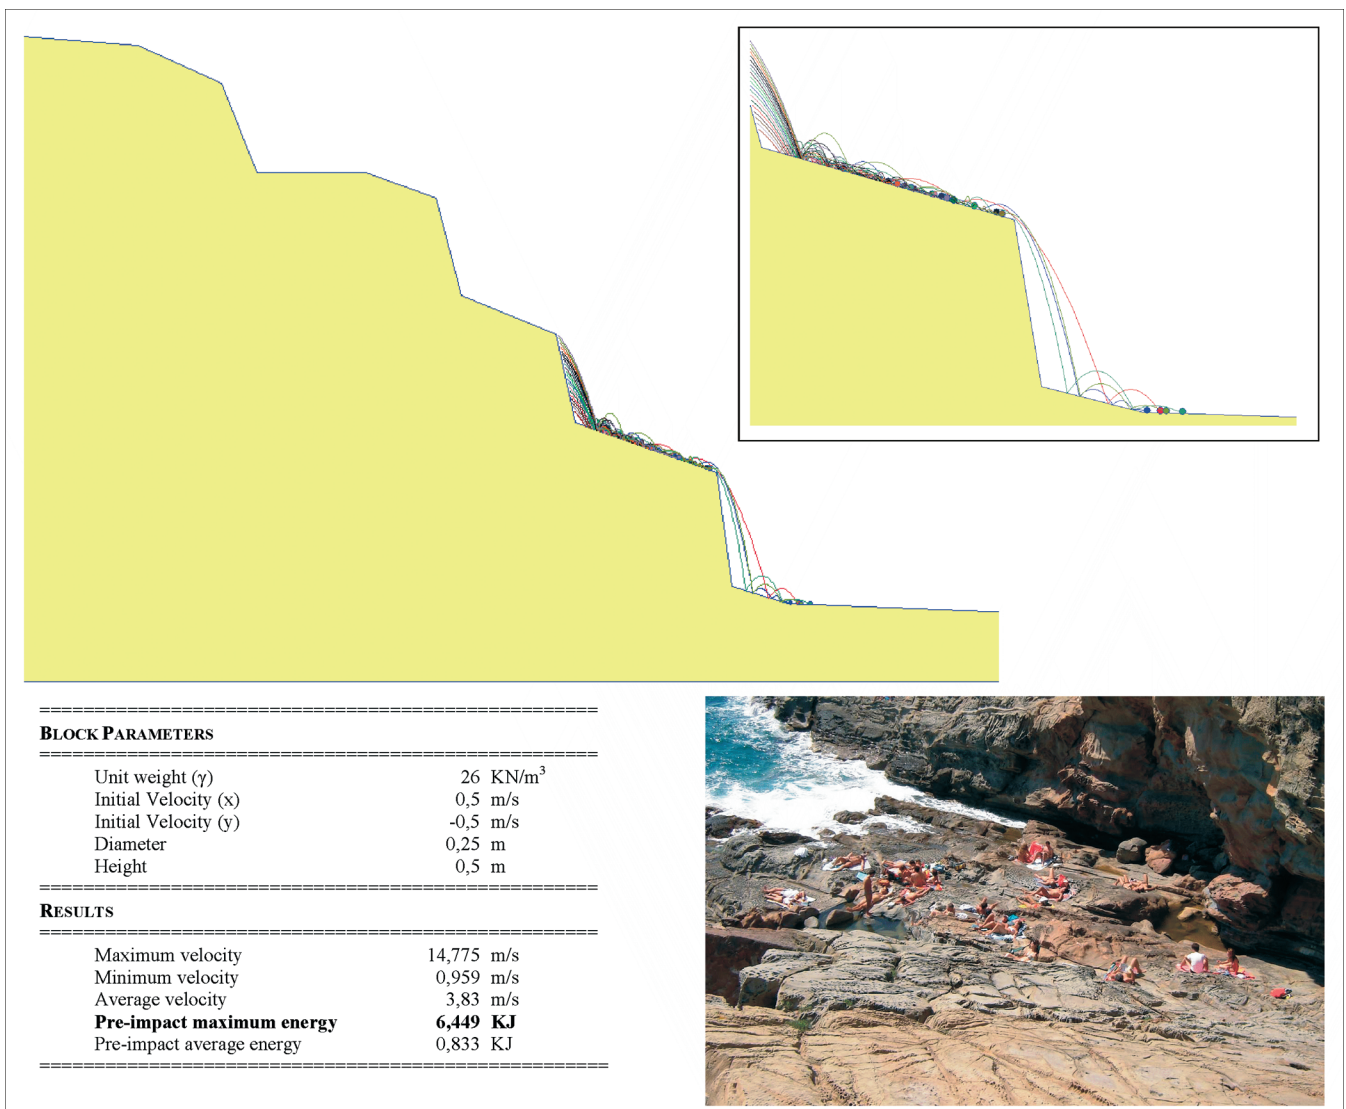 BLOCK PARAMETERS
Unit weight (γ) 26 KN/m³
Initial Velocity (x) 0,5 m/s
Initial Velocity (y) -0,5 m/s
Diameter 0,25 m
Height 0,5 m
RESULTS
Maximum velocity 14,775 m/s
Minimum velocity 0,959 m/s
Average velocity 3,83 m/s
Pre-impact maximum energy 6,449 KJ
Pre-impact average energy 0,833 KJ